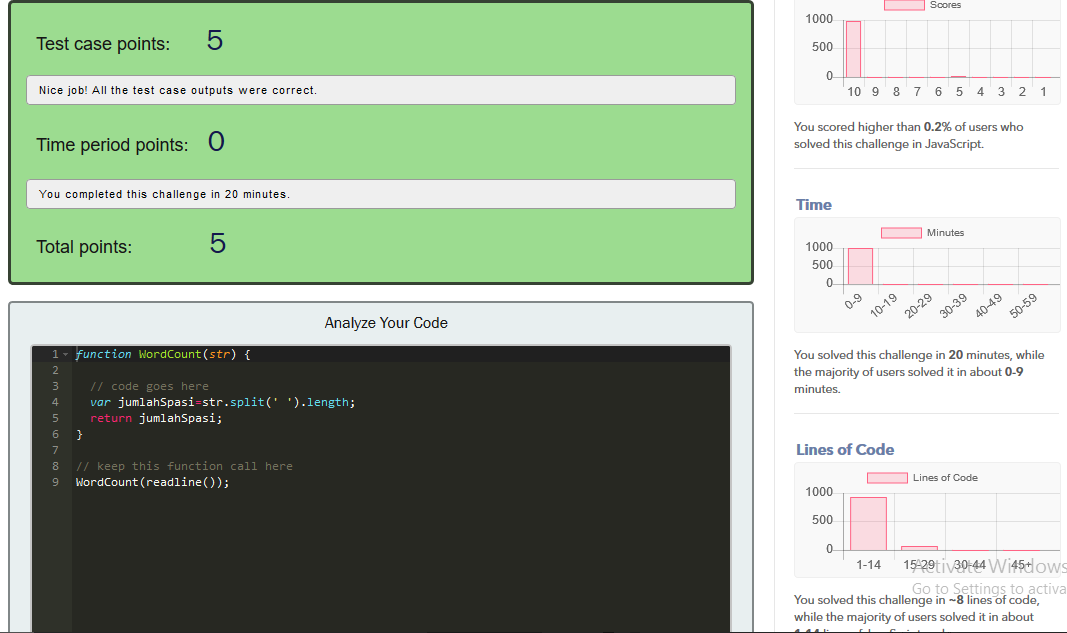 Test case points: 5
Nice job! All the test case outputs were correct.
Time period points: 0
You completed this challenge in 20 minutes.
Total points: 5
Analyze Your Code
1 function WordCount(str) {
2
3 // code goes here
4 var jumlahSpasi=str.split(' ').length;
5 return jumlahSpasi;
6 }
7
8 // keep this function call here
9 WordCount(readline());
Scores
1000
500
0
10 9 8 7 6 5 4 3 2 1
You scored higher than 0.2% of users who
solved this challenge in JavaScript.
Time
Minutes
1000
500
0
0-9 10-19 20-29 30-39 40-49 50-59
You solved this challenge in 20 minutes, while
the majority of users solved it in about 0-9
minutes.
Lines of Code
Lines of Code
1000
500
0
1-14 15-29 30-44 45+
Activate Windows
Go to Settings to activa
You solved this challenge in ~8 lines of code,
while the majority of users solved it in about